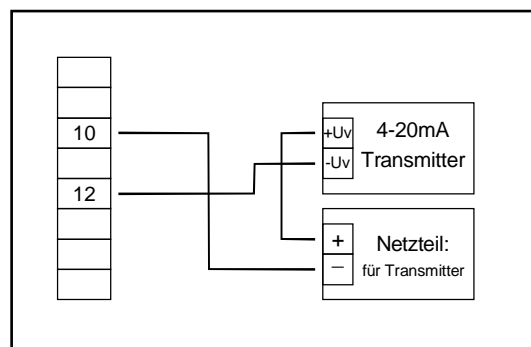 10
12
+Uv
-Uv
4-20mA
Transmitter
+
−
Netzteil:
für Transmitter